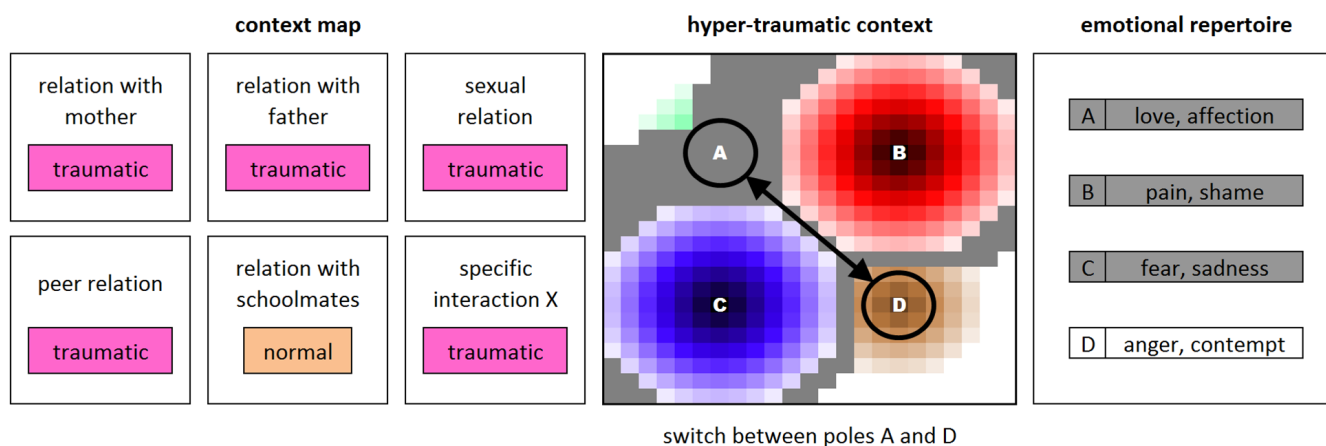 context map
hyper-traumatic context
emotional repertoire
relation with
mother
traumatic
relation with
father
traumatic
sexual
relation
traumatic
peer relation
traumatic
relation with
schoolmates
normal
specific
interaction X
traumatic
A
B
C
D
A love, affection
B pain, shame
C fear, sadness
D anger, contempt
switch between poles A and D